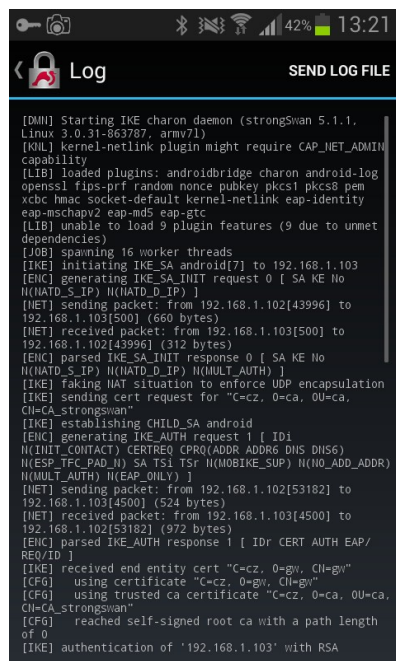 42% 13:21
Log SEND LOG FILE
[DMN] Starting IKE charon daemon (strongSwan 5.1.1,
Linux 3.0.31-863787, armv7l)
[KNL] kernel-netlink plugin might require CAP_NET_ADMIN
capability
[LIB] loaded plugins: androidbridge charon android-log
openssl fips-prf random nonce pubkey pkcs1 pkcs8 pem
xcbc hmac socket-default kernel-netlink eap-identity
eap-mschapv2 eap-md5 eap-gtc
[LIB] unable to load 9 plugin features (9 due to unmet
dependencies)
[JOB] spawning 16 worker threads
[IKE] initiating IKE_SA android[7] to 192.168.1.103
[ENC] generating IKE_SA_INIT request 0 [ SA KE No
N(NATD_S_IP) N(NATD_D_IP) ]
[NET] sending packet: from 192.168.1.102[43996] to
192.168.1.103[500] (660 bytes)
[NET] received packet: from 192.168.1.103[500] to
192.168.1.102[43996] (312 bytes)
[ENC] parsed IKE_SA_INIT response 0 [ SA KE No
N(NATD_S_IP) N(NATD_D_IP) N(MULT_AUTH) ]
[IKE] faking NAT situation to enforce UDP encapsulation
[IKE] sending cert request for "C=cz, O=ca, OU=ca,
CN=CA_strongswan"
[IKE] establishing CHILD_SA android
[ENC] generating IKE_AUTH request 1 [ IDi
N(INIT_CONTACT) CERTREQ CPRQ(ADDR ADDR6 DNS DNS6)
N(ESP_TFC_PAD_N) SA TSi TSr N(MOBIKE_SUP) N(NO_ADD_ADDR)
N(MULT_AUTH) N(EAP_ONLY) ]
[NET] sending packet: from 192.168.1.102[53182] to
192.168.1.103[4500] (524 bytes)
[NET] received packet: from 192.168.1.103[4500] to
192.168.1.102[53182] (972 bytes)
[ENC] parsed IKE_AUTH response 1 [ IDr CERT AUTH EAP/
REQ/ID ]
[IKE] received end entity cert "C=cz, O=gw, CN=gw"
[CFG]   using certificate "C=cz, O=gw, CN=gw"
[CFG]   using trusted ca certificate "C=cz, O=ca, OU=ca,
CN=CA_strongswan"
[CFG]   reached self-signed root ca with a path length
of 0
[IKE] authentication of '192.168.1.103' with RSA